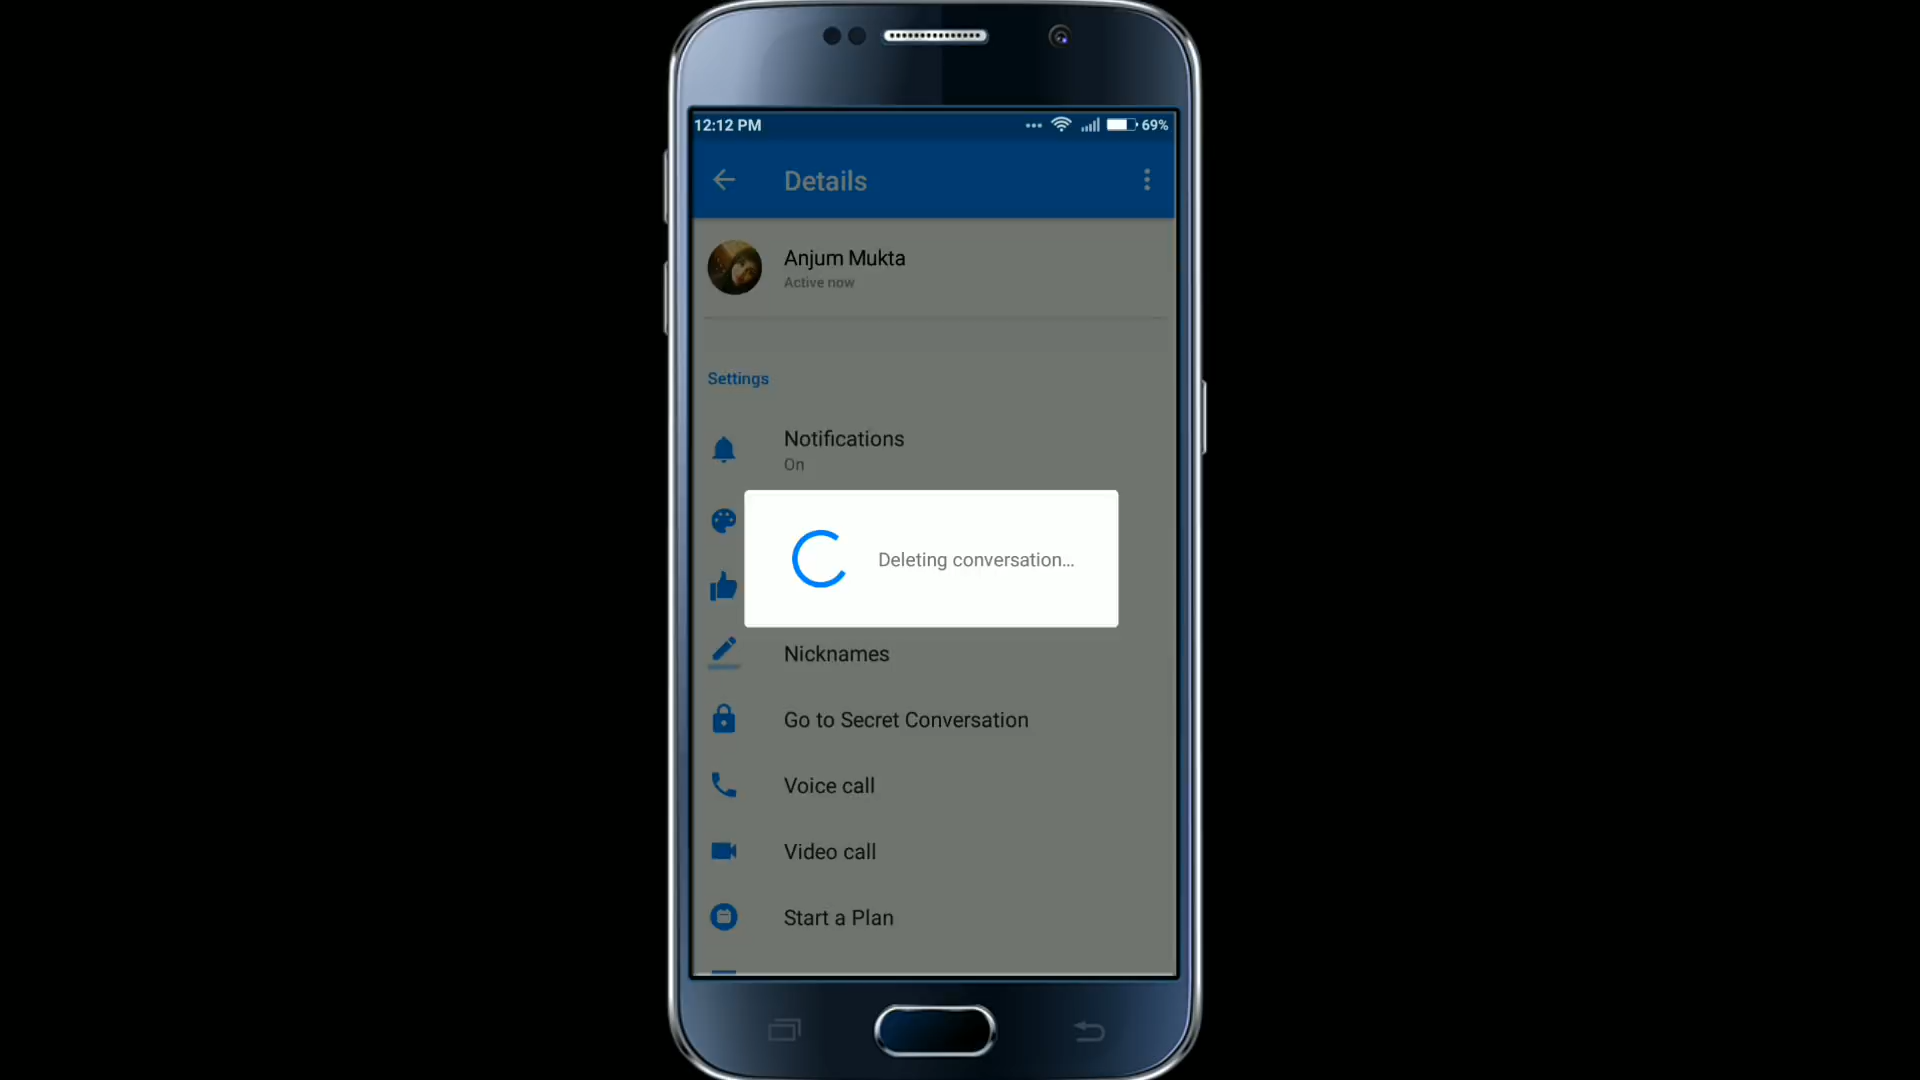 12:12 PM 69%
Details
Anjum Mukta
Active now
Settings
Notifications
On
Deleting conversation...
Nicknames
Go to Secret Conversation
Voice call
Video call
Start a Plan